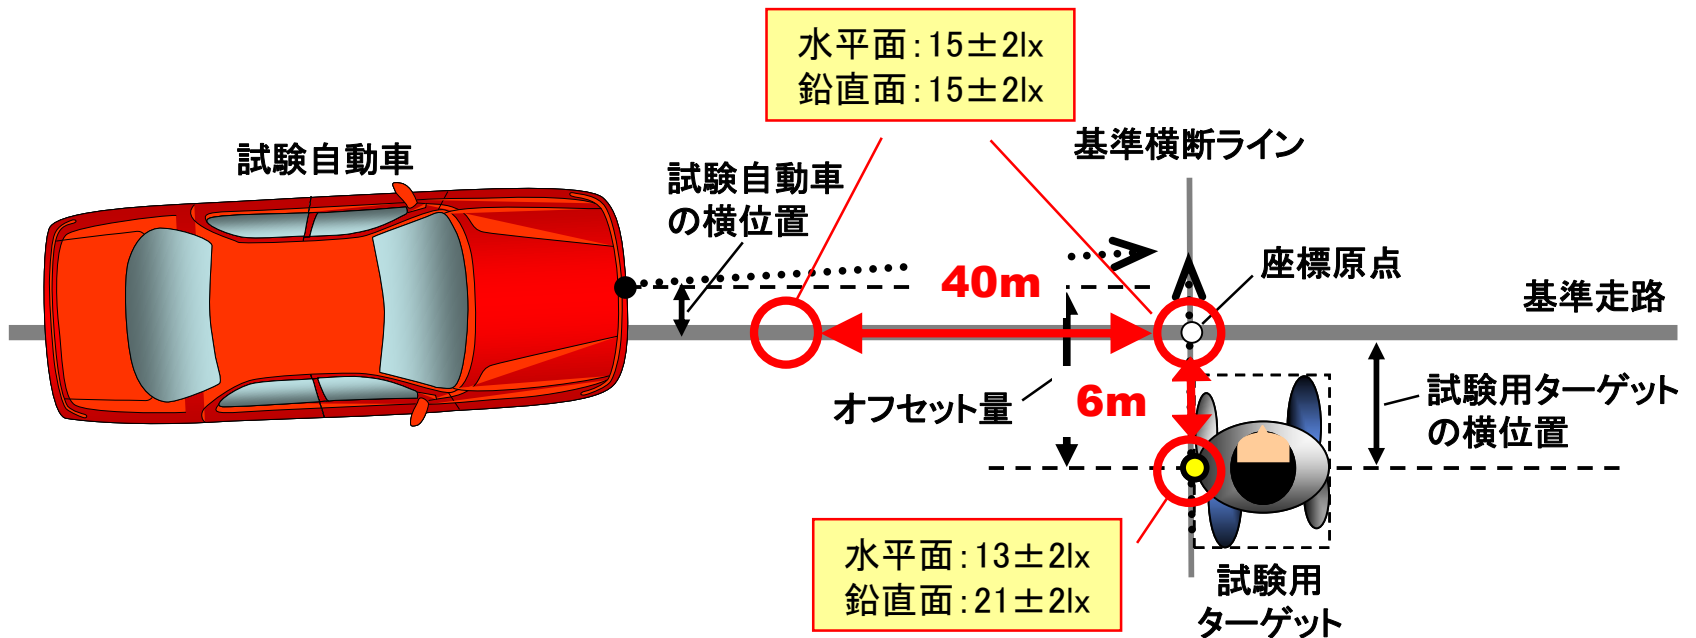 水平面:15±2lx
鉛直面:15±2lx
試験自動車
試験自動車
の横位置
基準横断ライン
座標原点
基準走路
40m
オフセット量
6m
試験用ターゲット
の横位置
水平面:13±2lx
鉛直面:21±2lx
試験用
ターゲット